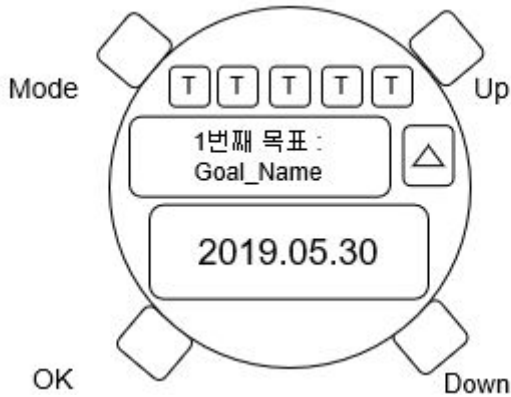 Mode
Up
T T T T T
1번째 목표 :
Goal_Name
2019.05.30
OK
Down